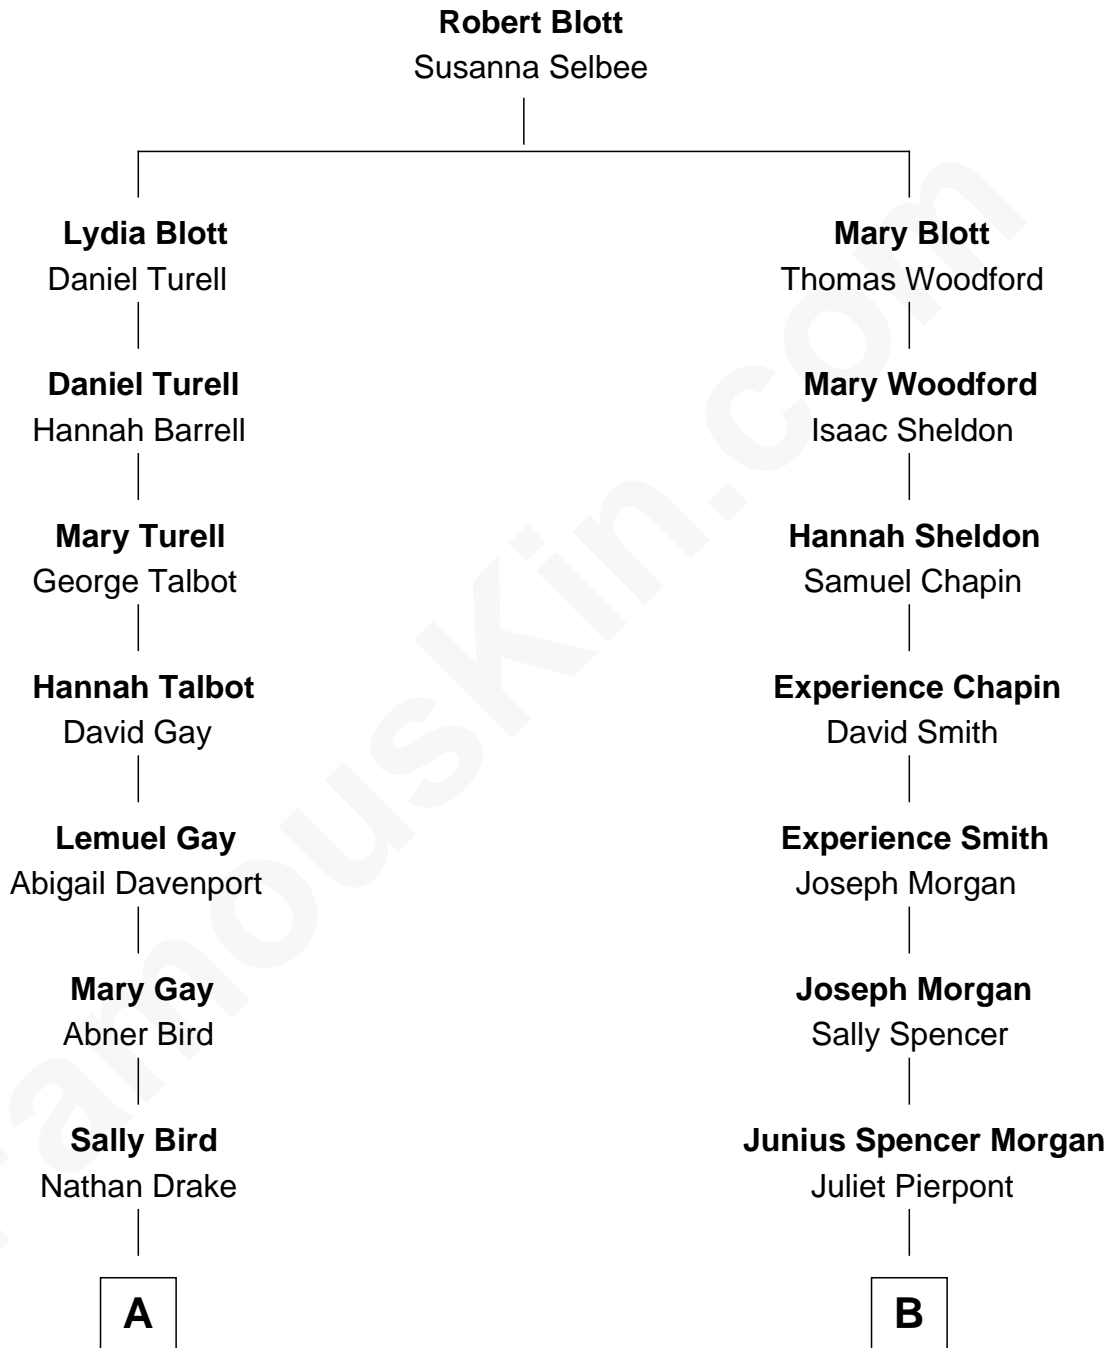 Robert Blott
Susanna Selbee
Lydia Blott
Daniel Turell
Mary Blott
Thomas Woodford
Daniel Turell
Hannah Barrell
Mary Woodford
Isaac Sheldon
Mary Turell
George Talbot
Hannah Sheldon
Samuel Chapin
Hannah Talbot
David Gay
Experience Chapin
David Smith
Lemuel Gay
Abigail Davenport
Experience Smith
Joseph Morgan
Mary Gay
Abner Bird
Joseph Morgan
Sally Spencer
Sally Bird
Nathan Drake
Junius Spencer Morgan
Juliet Pierpont
A
B
FamousKin.com